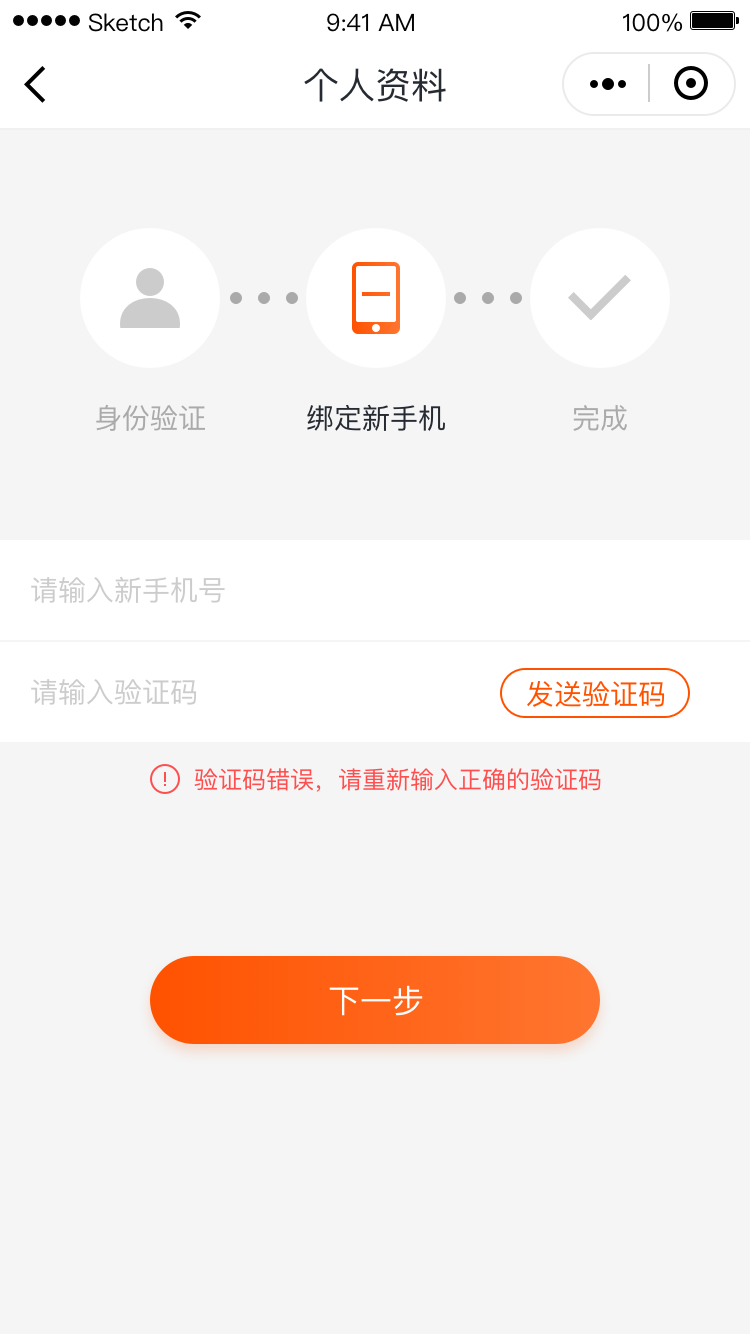 Sketch 9:41 AM 100%
个人资料
身份验证 绑定新手机 完成
请输入新手机号
请输入验证码 发送验证码
验证码错误，请重新输入正确的验证码
下一步